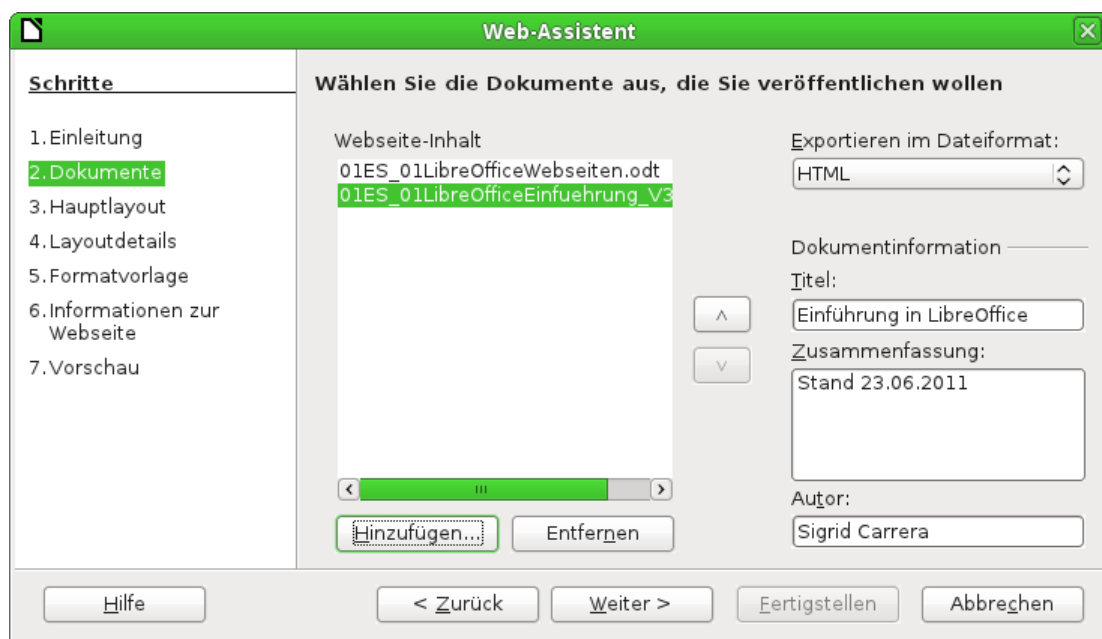 Web-Assistent
Schritte
1. Einleitung
2. Dokumente
3. Hauptlayout
4. Layoutdetails
5. Formatvorlage
6. Informationen zur
Webseite
7. Vorschau
Wählen Sie die Dokumente aus, die Sie veröffentlichen wollen
Webseite-Inhalt
01ES_01LibreOfficeWebseiten.odt
01ES_01LibreOfficeEinfuehrung_V3
Hinzufügen...
Entfernen
Exportieren im Dateiformat:
HTML
Dokumentinformation
Titel:
Einführung in LibreOffice
Zusammenfassung:
Stand 23.06.2011
Autor:
Sigrid Carrera
Hilfe
< Zurück
Weiter >
Fertigstellen
Abbrechen